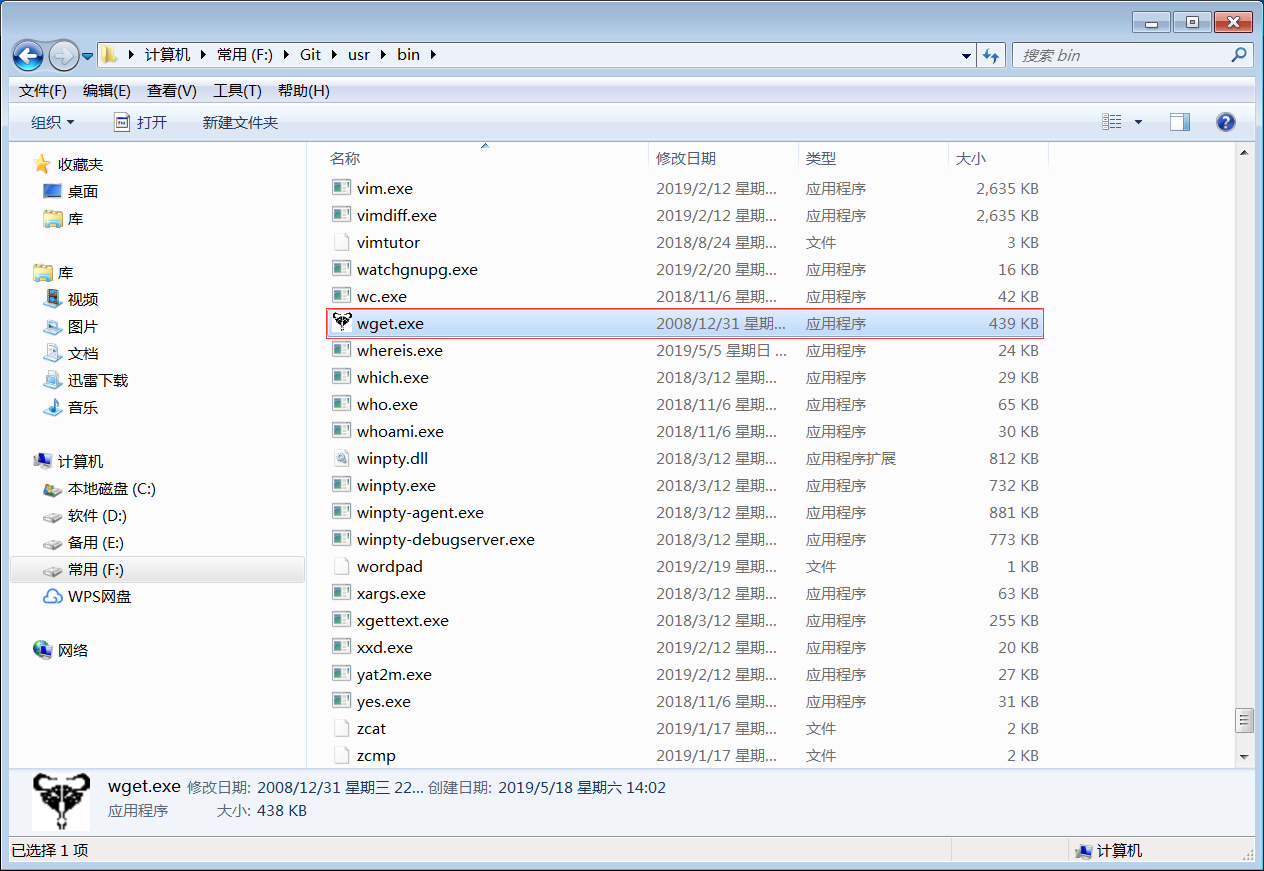 计算机 常用 (F:) Git usr bin
搜索 bin
文件(F) 编辑(E) 查看(V) 工具(T) 帮助(H)
组织 打开 新建文件夹
收藏夹
桌面
库
库
视频
图片
文档
迅雷下载
音乐
计算机
本地磁盘 (C:)
软件 (D:)
备用 (E:)
常用 (F:)
WPS网盘
网络
名称 修改日期 类型 大小
vim.exe 2019/2/12 星期... 应用程序 2,635 KB
vimdiff.exe 2019/2/12 星期... 应用程序 2,635 KB
vimtutor 2018/8/24 星期... 文件 3 KB
watchgnupg.exe 2019/2/20 星期... 应用程序 16 KB
wc.exe 2018/11/6 星期... 应用程序 42 KB
wget.exe 2008/12/31 星期... 应用程序 439 KB
whereis.exe 2019/5/5 星期日 ... 应用程序 24 KB
which.exe 2018/3/12 星期... 应用程序 29 KB
who.exe 2018/11/6 星期... 应用程序 65 KB
whoami.exe 2018/11/6 星期... 应用程序 30 KB
winpty.dll 2018/3/12 星期... 应用程序扩展 812 KB
winpty.exe 2018/3/12 星期... 应用程序 732 KB
winpty-agent.exe 2018/3/12 星期... 应用程序 881 KB
winpty-debugserver.exe 2018/3/12 星期... 应用程序 773 KB
wordpad 2019/2/19 星期... 文件 1 KB
xargs.exe 2018/3/12 星期... 应用程序 63 KB
xgettext.exe 2018/3/12 星期... 应用程序 255 KB
xxd.exe 2019/2/12 星期... 应用程序 20 KB
yat2m.exe 2019/2/12 星期... 应用程序 27 KB
yes.exe 2018/11/6 星期... 应用程序 31 KB
zcat 2019/1/17 星期... 文件 2 KB
zcmp 2019/1/17 星期... 文件 2 KB
wget.exe 修改日期: 2008/12/31 星期三 22... 创建日期: 2019/5/18 星期六 14:02
应用程序 大小: 438 KB
已选择 1 项 计算机